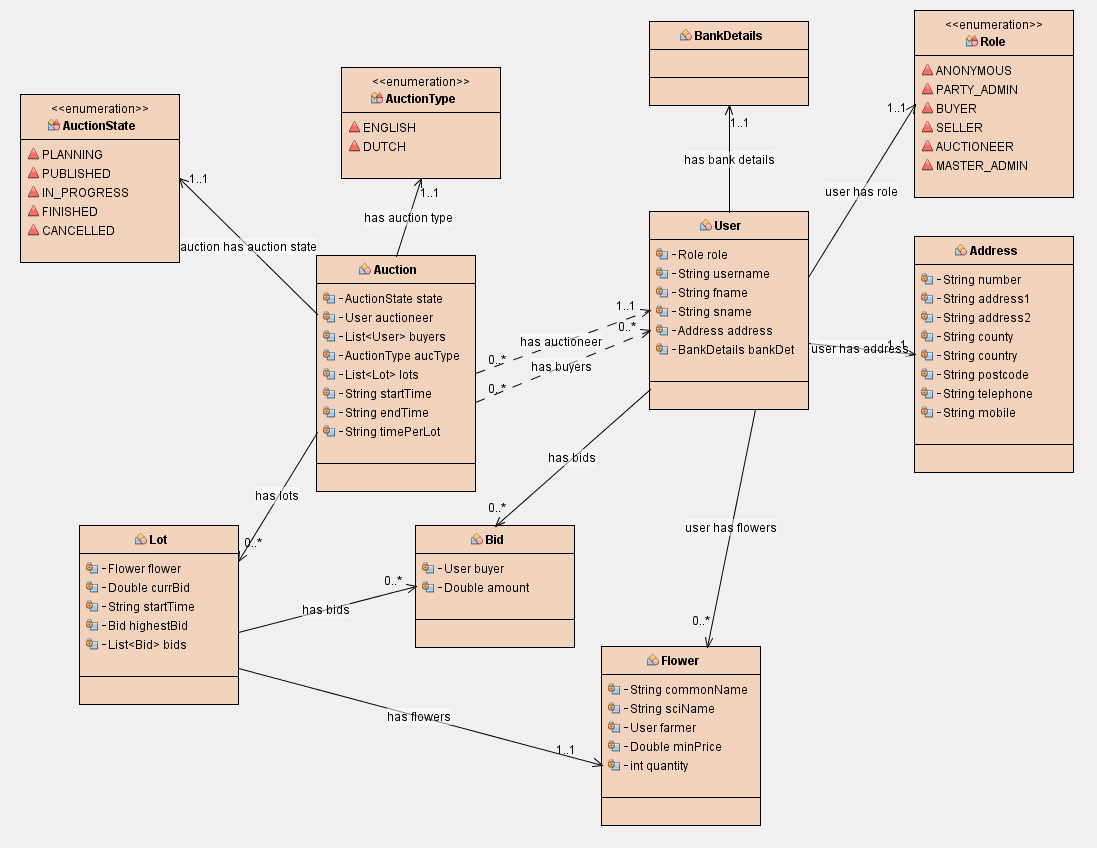 BankDetails
<<enumeration>>
Role
ANONYMOUS
PARTY_ADMIN
BUYER
SELLER
AUCTIONEER
MASTER_ADMIN
<<enumeration>>
AuctionType
ENGLISH
DUTCH
<<enumeration>>
AuctionState
PLANNING
PUBLISHED
IN_PROGRESS
FINISHED
CANCELLED
1..1
1..1
1..1
1..1
has bank details
user has role
has auction type
auction has auction state
User
-Role role
-String username
-String fname
-String sname
-Address address
-BankDetails bankDet
Address
-String number
-String address1
-String address2
-String county
-String country
-String postcode
-String telephone
-String mobile
Auction
-AuctionState state
-User auctioneer
-List<User> buyers
-AuctionType aucType
-List<Lot> lots
-String startTime
-String endTime
-String timePerLot
1..1
0..*
has auctioneer
0..*
has buyers
0..*
user has address
1..1
has bids
0..*
has lots
0..*
user has flowers
0..*
Lot
-Flower flower
-Double currBid
-String startTime
-Bid highestBid
-List<Bid> bids
Bid
-User buyer
-Double amount
0..*
has bids
has flowers
1..1
Flower
-String commonName
-String sciName
-User farmer
-Double minPrice
-int quantity